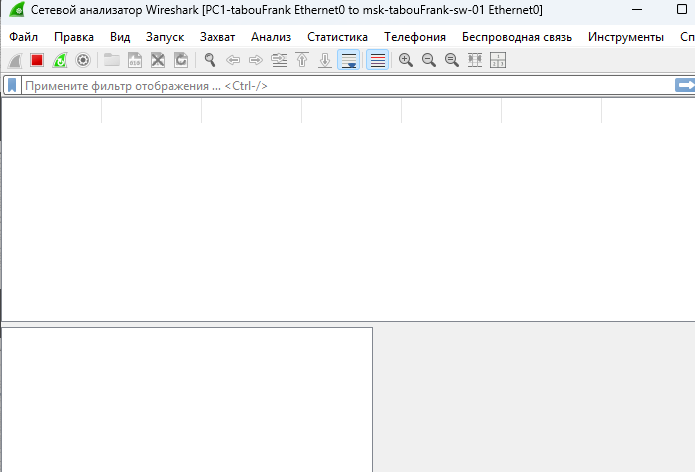 Сетевой анализатор Wireshark [PC1-tabouFrank Ethernet0 to msk-tabouFrank-sw-01 Ethernet0]
Файл Правка Вид Запуск Захват Анализ Статистика Телефония Беспроводная связь Инструменты Сп
Примените фильтр отображения ... <Ctrl-/>